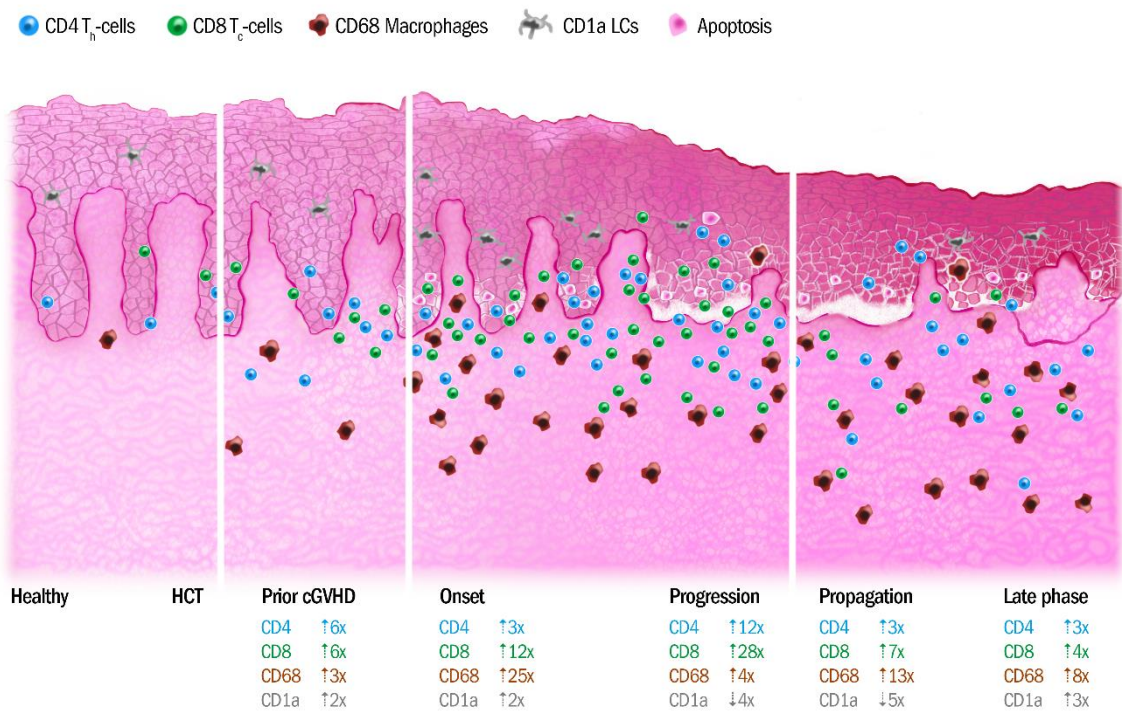 CD4 Tₕ-cells CD8 T꜀-cells CD68 Macrophages CD1a LCs Apoptosis
Healthy HCT Prior cGVHD Onset Progression Propagation Late phase
CD4 ↑6x CD4 ↑3x CD4 ↑12x CD4 ↑3x CD4 ↑3x
CD8 ↑6x CD8 ↑12x CD8 ↑28x CD8 ↑7x CD8 ↑4x
CD68 ↑3x CD68 ↑25x CD68 ↑4x CD68 ↑13x CD68 ↑8x
CD1a ↑2x CD1a ↑2x CD1a ↓4x CD1a ↓5x CD1a ↑3x